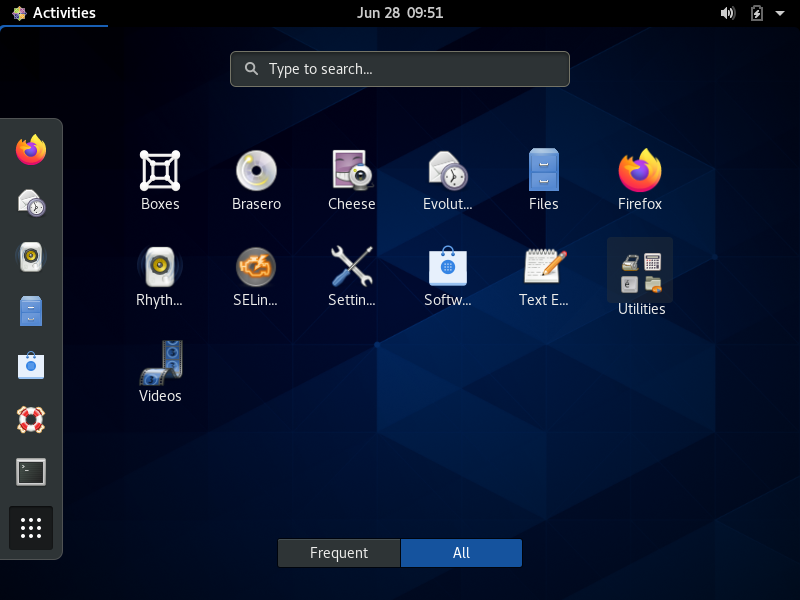 Activities
Jun 28 09:51
Type to search...
Boxes
Brasero
Cheese
Evolut...
Files
Firefox
Rhyth...
SELin...
Settin...
Softw...
Text E...
Utilities
Videos
Frequent
All